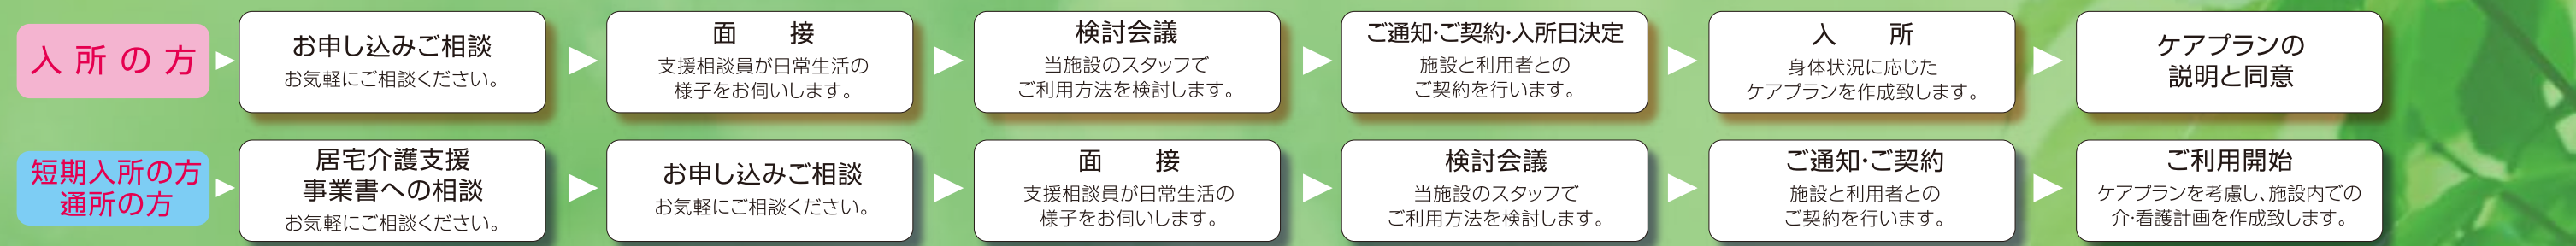 入所の方
お申し込みご相談
お気軽にご相談ください。
面　接
支援相談員が日常生活の
様子をお伺いします。
検討会議
当施設のスタッフで
ご利用方法を検討します。
ご通知・ご契約・入所日決定
施設と利用者との
ご契約を行います。
入　所
身体状況に応じた
ケアプランを作成致します。
ケアプランの
説明と同意
短期入所の方
通所の方
居宅介護支援
事業書への相談
お気軽にご相談ください。
お申し込みご相談
お気軽にご相談ください。
面　接
支援相談員が日常生活の
様子をお伺いします。
検討会議
当施設のスタッフで
ご利用方法を検討します。
ご通知・ご契約
施設と利用者との
ご契約を行います。
ご利用開始
ケアプランを考慮し、施設内での
介・看護計画を作成致します。